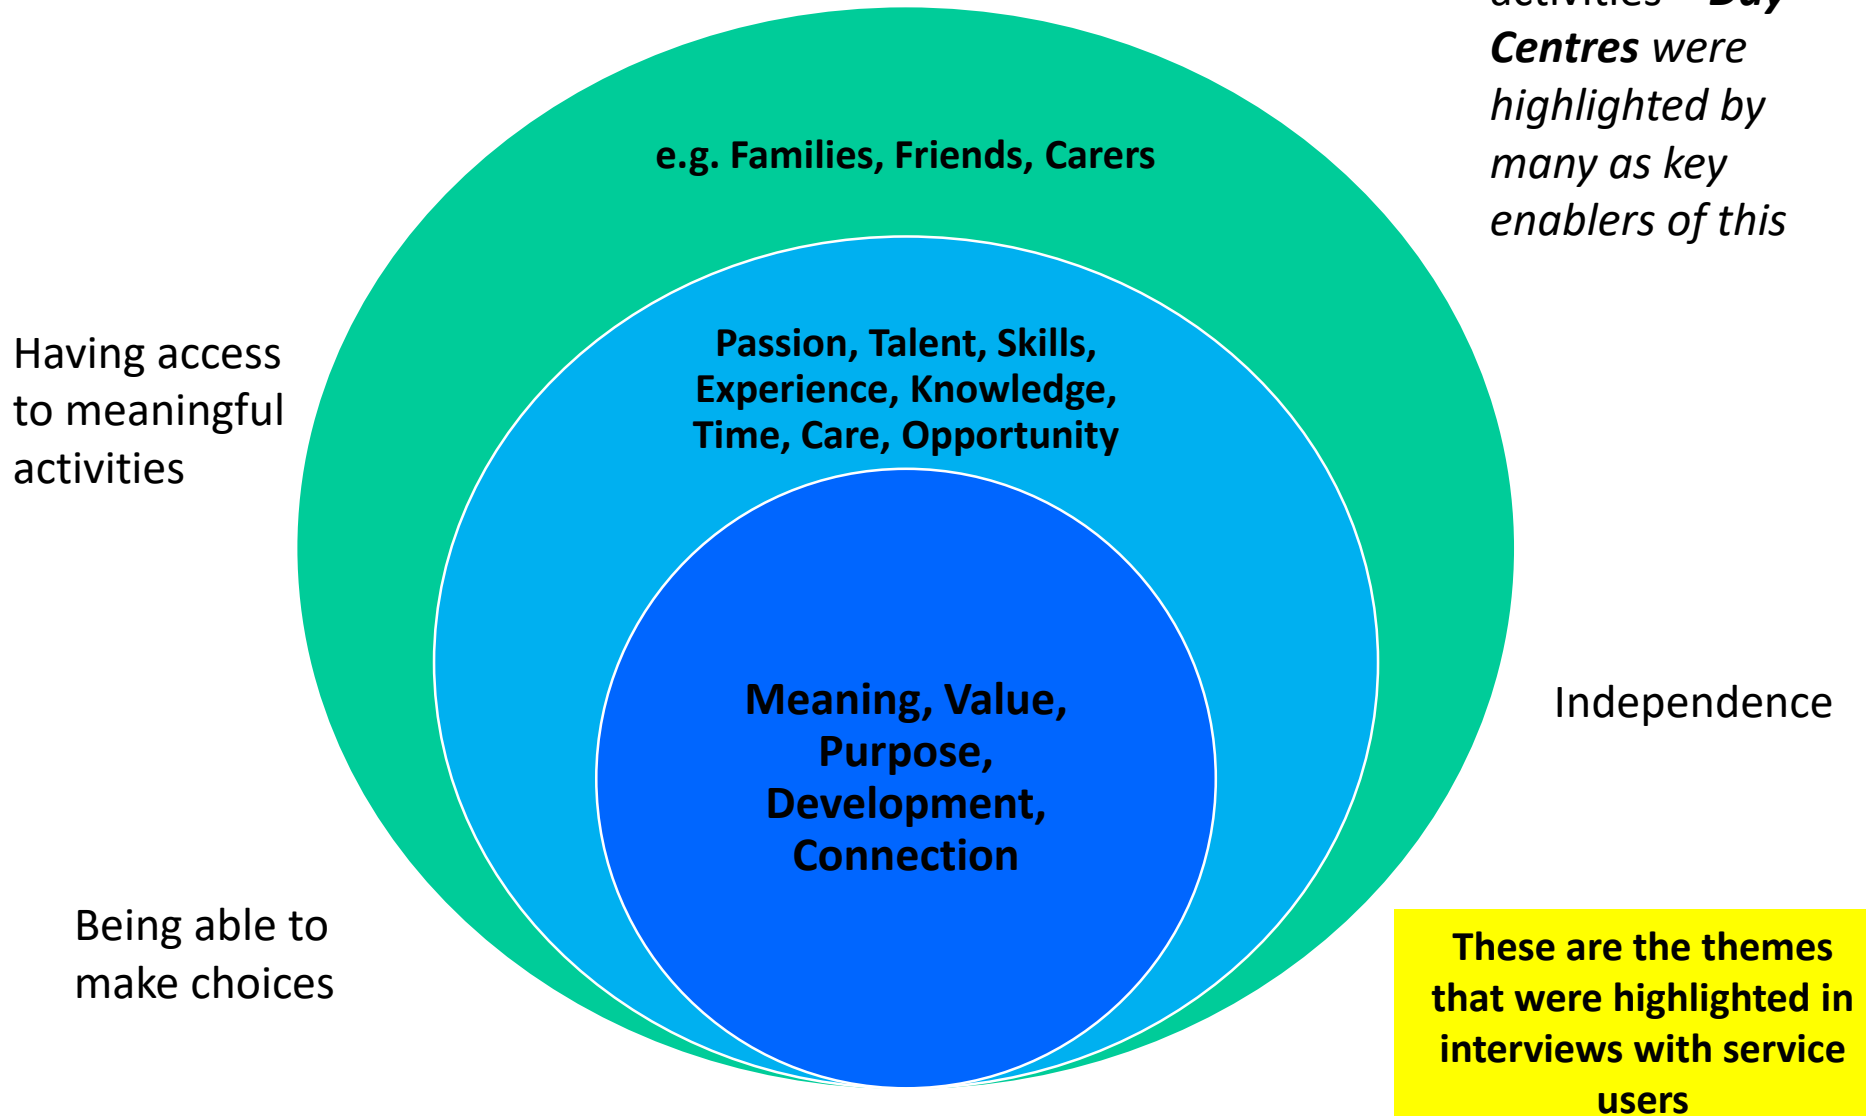 activities – Day
Centres were
highlighted by
many as key
enablers of this
e.g. Families, Friends, Carers
Having access
to meaningful
activities
Passion, Talent, Skills,
Experience, Knowledge,
Time, Care, Opportunity
Meaning, Value,
Purpose,
Development,
Connection
Independence
Being able to
make choices
These are the themes
that were highlighted in
interviews with service
users